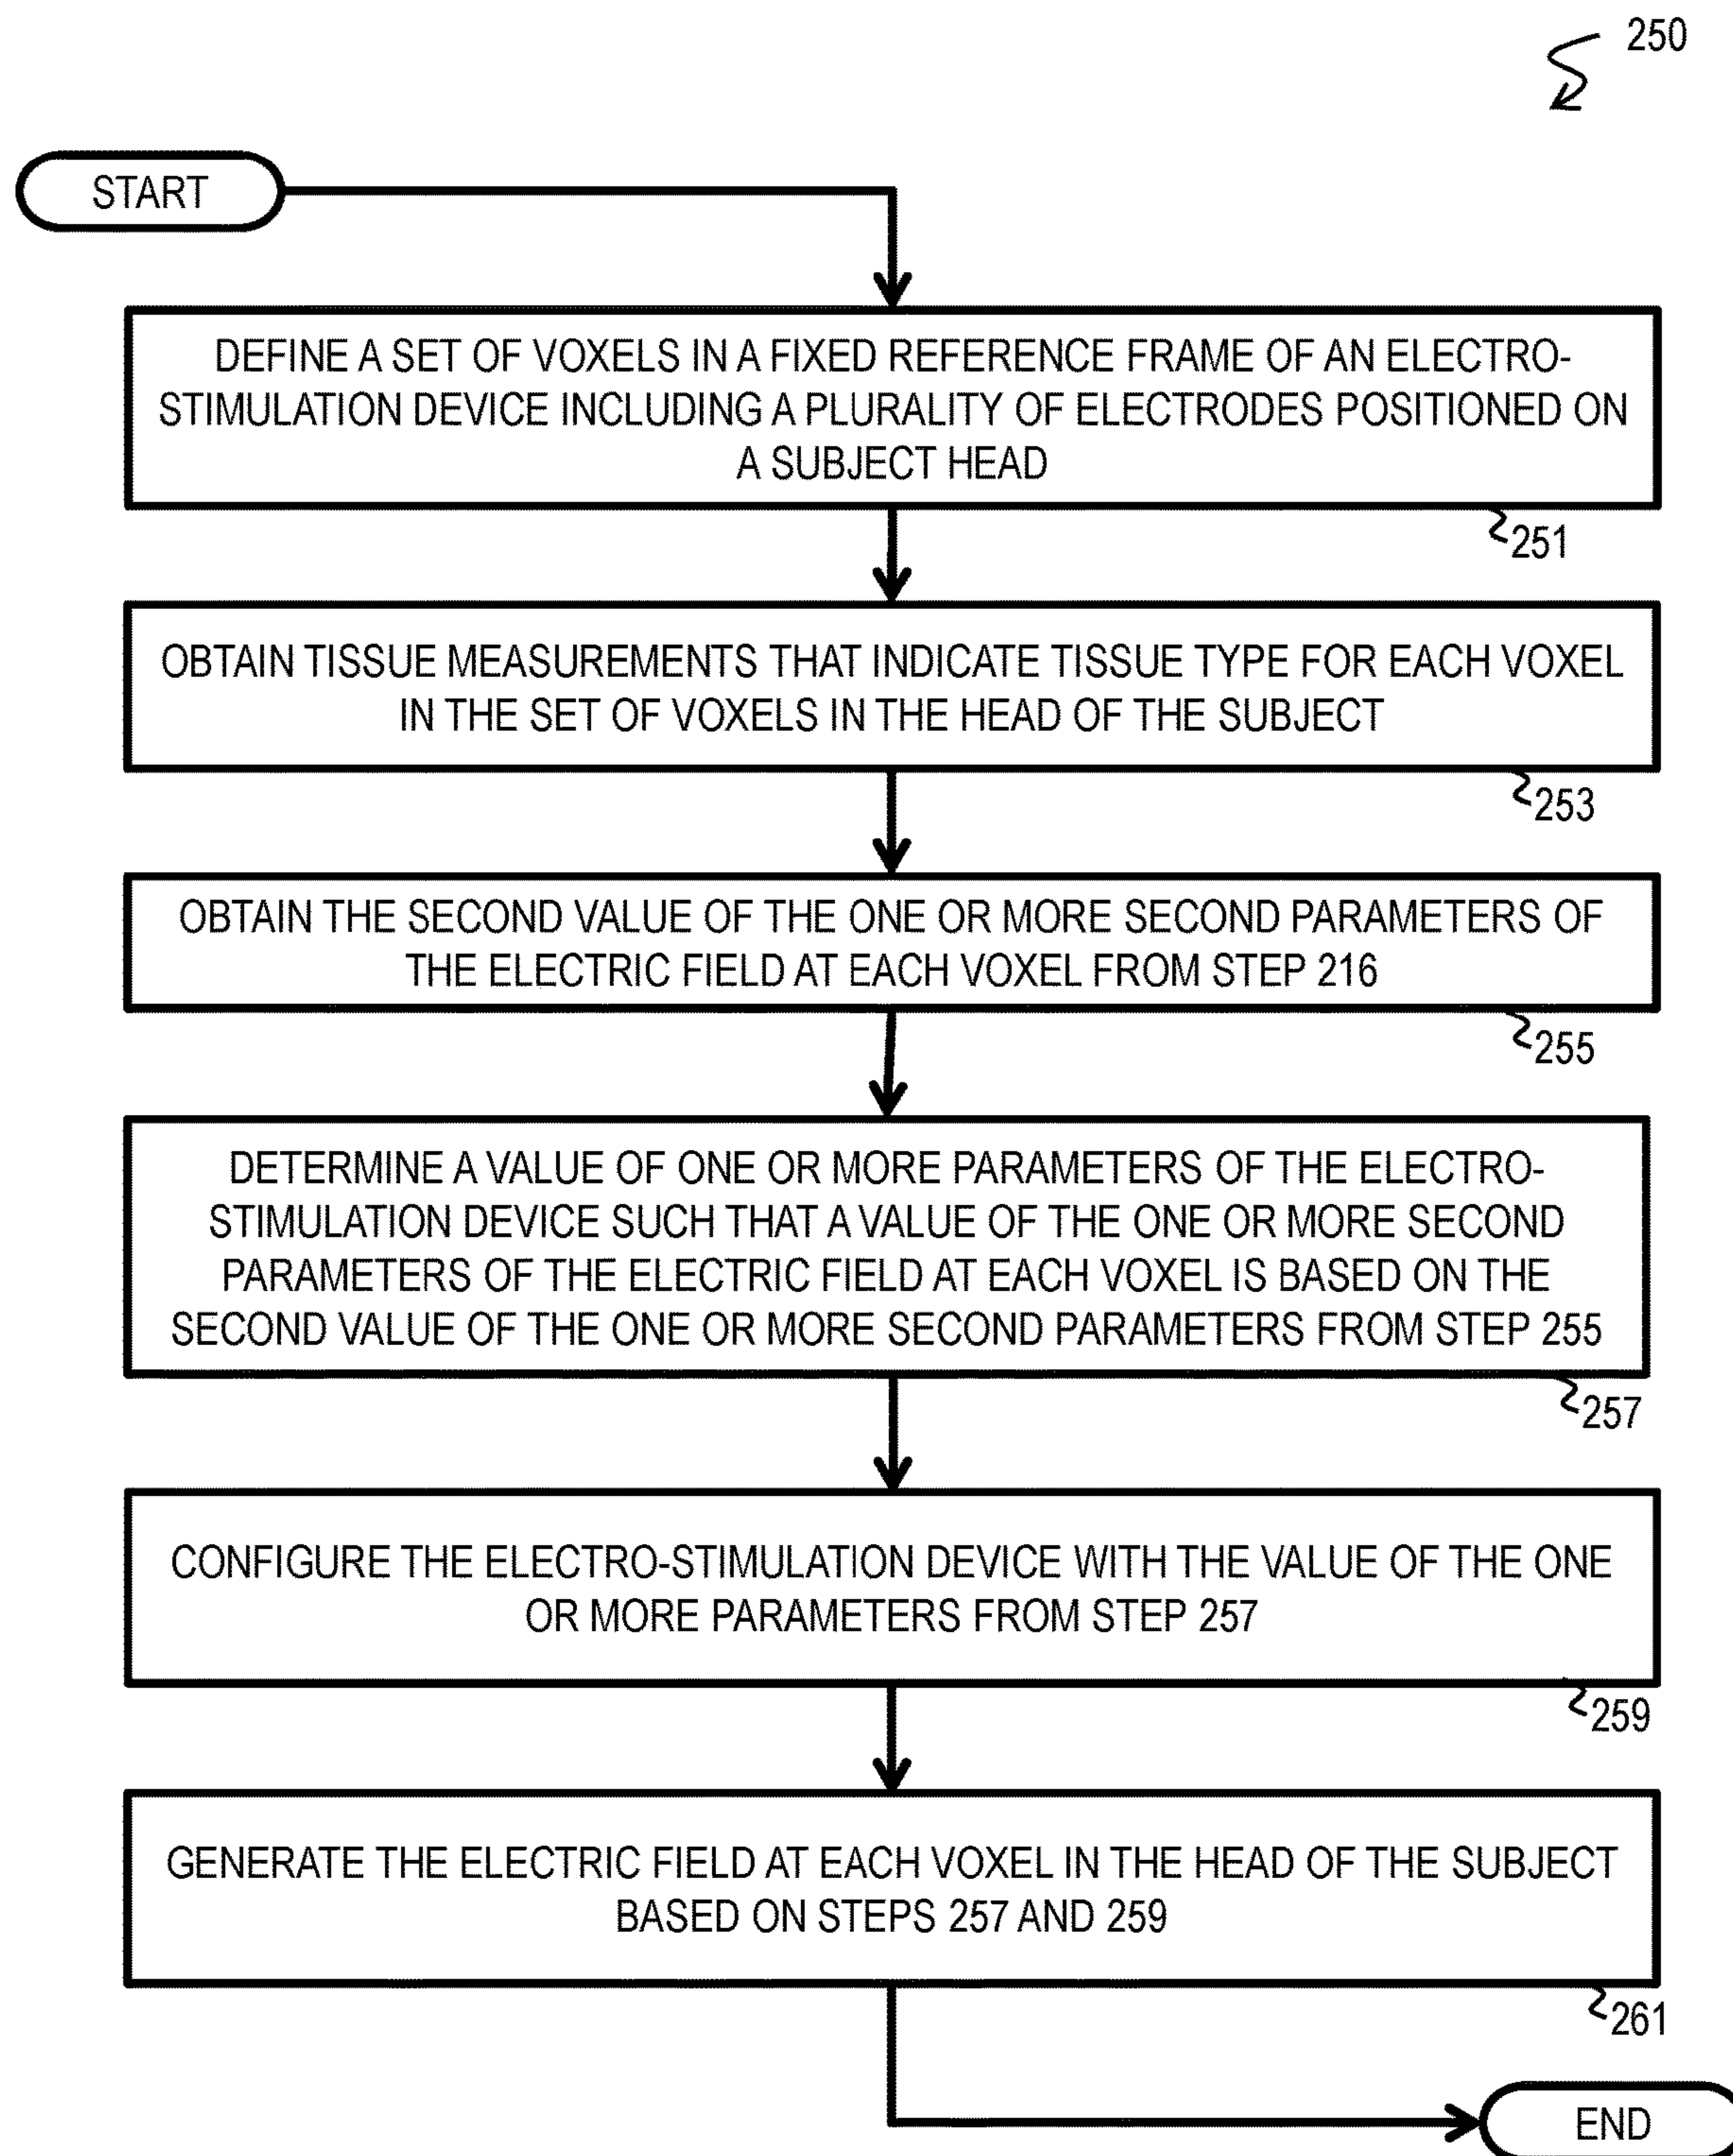 250
START
DEFINE A SET OF VOXELS IN A FIXED REFERENCE FRAME OF AN ELECTRO-
STIMULATION DEVICE INCLUDING A PLURALITY OF ELECTRODES POSITIONED ON
A SUBJECT HEAD
251
OBTAIN TISSUE MEASUREMENTS THAT INDICATE TISSUE TYPE FOR EACH VOXEL
IN THE SET OF VOXELS IN THE HEAD OF THE SUBJECT
253
OBTAIN THE SECOND VALUE OF THE ONE OR MORE SECOND PARAMETERS OF
THE ELECTRIC FIELD AT EACH VOXEL FROM STEP 216
255
DETERMINE A VALUE OF ONE OR MORE PARAMETERS OF THE ELECTRO-
STIMULATION DEVICE SUCH THAT A VALUE OF THE ONE OR MORE SECOND
PARAMETERS OF THE ELECTRIC FIELD AT EACH VOXEL IS BASED ON THE
SECOND VALUE OF THE ONE OR MORE SECOND PARAMETERS FROM STEP 255
257
CONFIGURE THE ELECTRO-STIMULATION DEVICE WITH THE VALUE OF THE ONE
OR MORE PARAMETERS FROM STEP 257
259
GENERATE THE ELECTRIC FIELD AT EACH VOXEL IN THE HEAD OF THE SUBJECT
BASED ON STEPS 257 AND 259
261
END